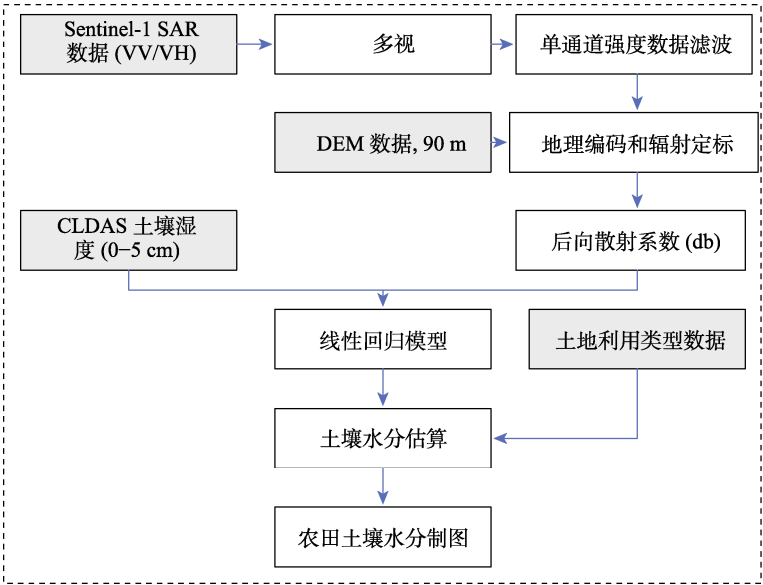 Sentinel-1 SAR
数据 (VV/VH)
多视
单通道强度数据滤波
DEM 数据, 90 m
地理编码和辐射定标
CLDAS 土壤湿
度 (0−5 cm)
后向散射系数 (db)
线性回归模型
土地利用类型数据
土壤水分估算
农田土壤水分制图